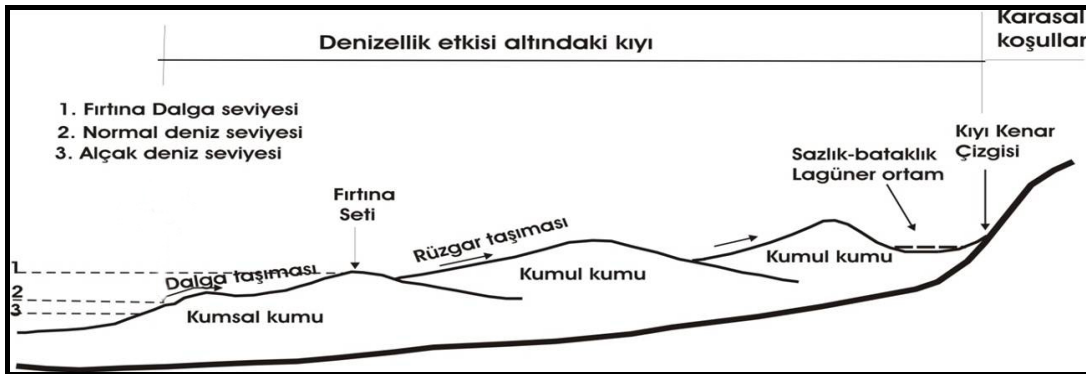 Denizellik etkisi altındaki kıyı
Karasal
koşullar
1. Fırtına Dalga seviyesi
2. Normal deniz seviyesi
3. Alçak deniz seviyesi
Fırtına
Seti
Sazlık-bataklık
Lagüner ortam
Kıyı Kenar
Çizgisi
Dalga taşıması
Rüzgar taşıması
Kumsal kumu
Kumul kumu
Kumul kumu
1
2
3